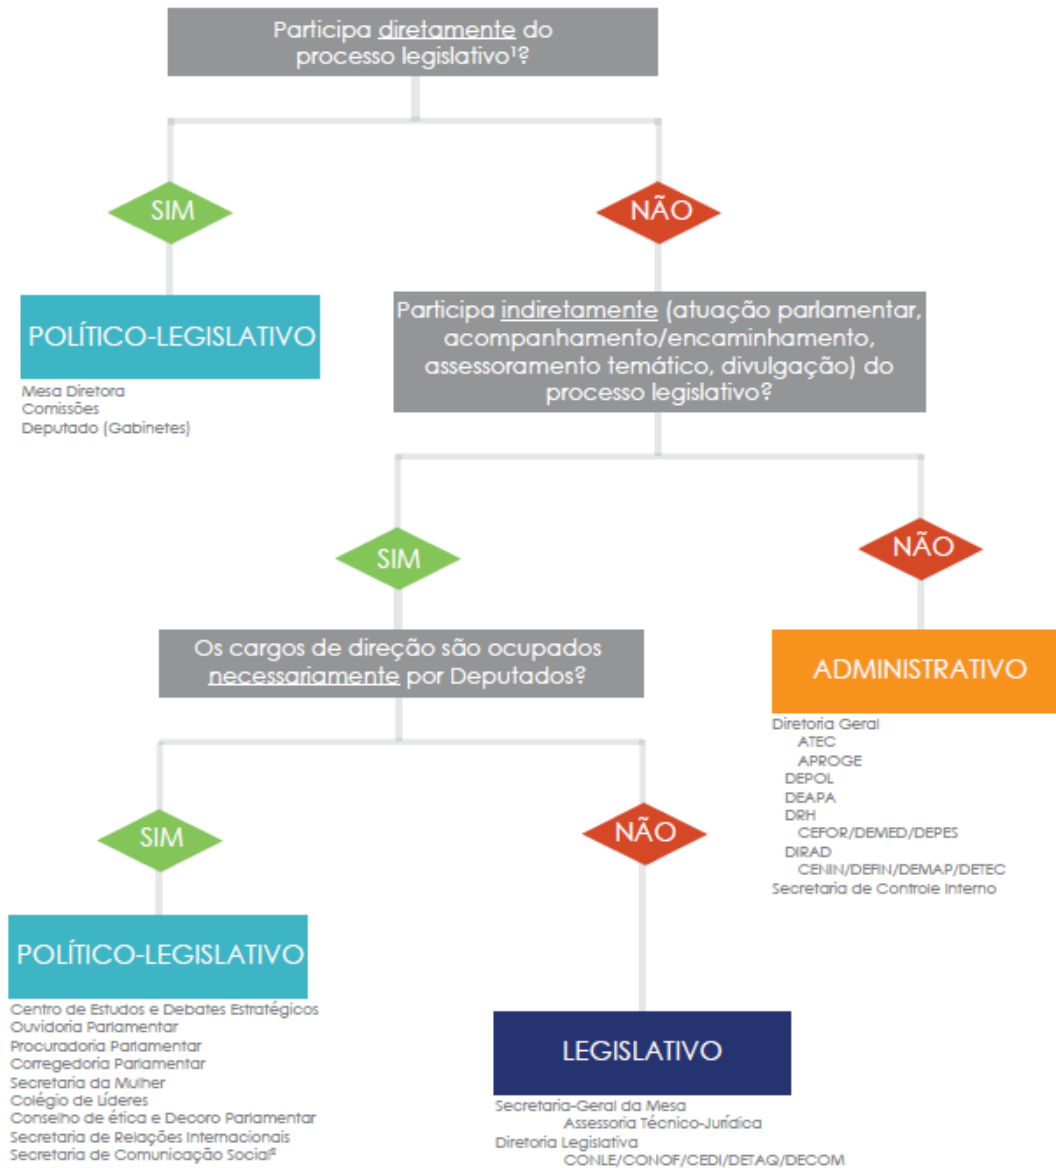 Participa diretamente do
processo legislativo¹?
SIM
NÃO
POLÍTICO-LEGISLATIVO
Mesa Diretora
Comissões
Deputado (Gabinetes)
Participa indiretamente (atuação parlamentar,
acompanhamento/encaminhamento,
assessoramento temático, divulgação) do
processo legislativo?
SIM
NÃO
Os cargos de direção são ocupados
necessariamente por Deputados?
ADMINISTRATIVO
Diretoria Geral
ATEC
APROGE
DEPOL
DEAPA
DRH
CEFOR/DEMED/DEPES
DIRAD
CENIN/DEFIN/DEMAP/DETEC
Secretaria de Controle Interno
SIM
NÃO
POLÍTICO-LEGISLATIVO
Centro de Estudos e Debates Estratégicos
Ouvidoria Parlamentar
Procuradoria Parlamentar
Corregedoria Parlamentar
Secretaria da Mulher
Colégio de Líderes
Conselho de ética e Decoro Parlamentar
Secretaria de Relações Internacionais
Secretaria de Comunicação Social²
LEGISLATIVO
Secretaria-Geral da Mesa
Assessoria Técnico-Jurídica
Diretoria Legislativa
CONLE/CONOF/CEDI/DETAQ/DECOM